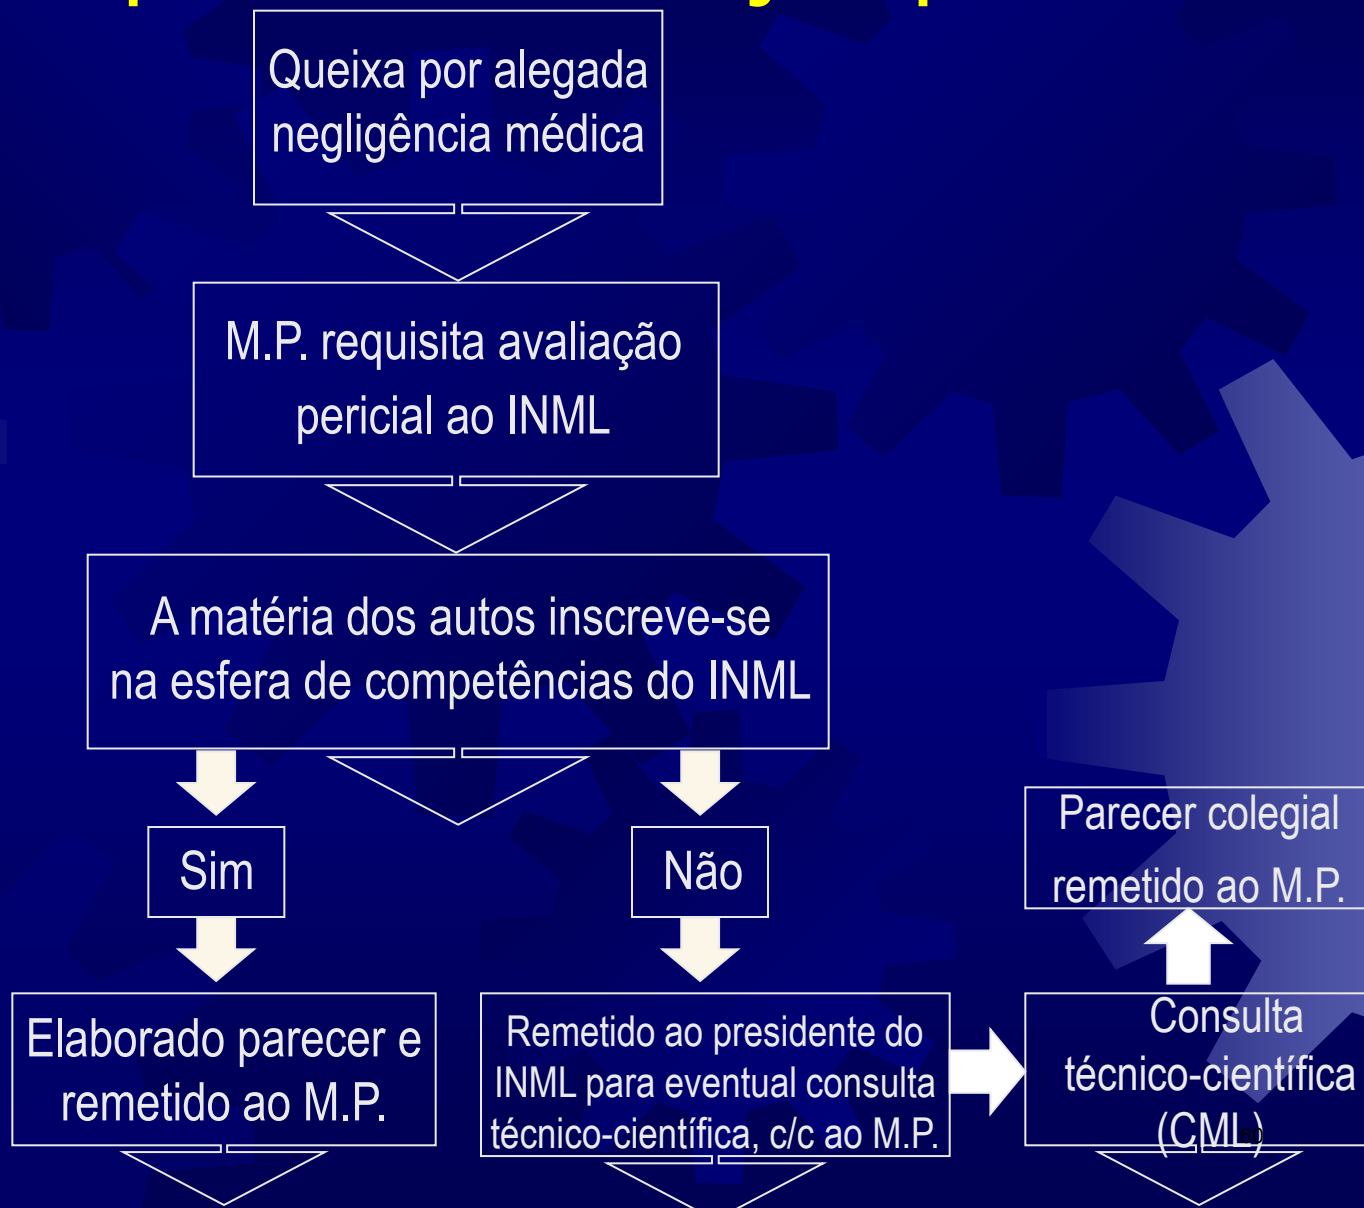 Queixa por alegada
negligência médica
M.P. requisita avaliação
pericial ao INML
A matéria dos autos inscreve-se
na esfera de competências do INML
Sim
Não
Elaborado parecer e
remetido ao M.P.
Remetido ao presidente do
INML para eventual consulta
técnico-científica, c/c ao M.P.
Consulta
técnico-científica
(CML)
Parecer colegial
remetido ao M.P.